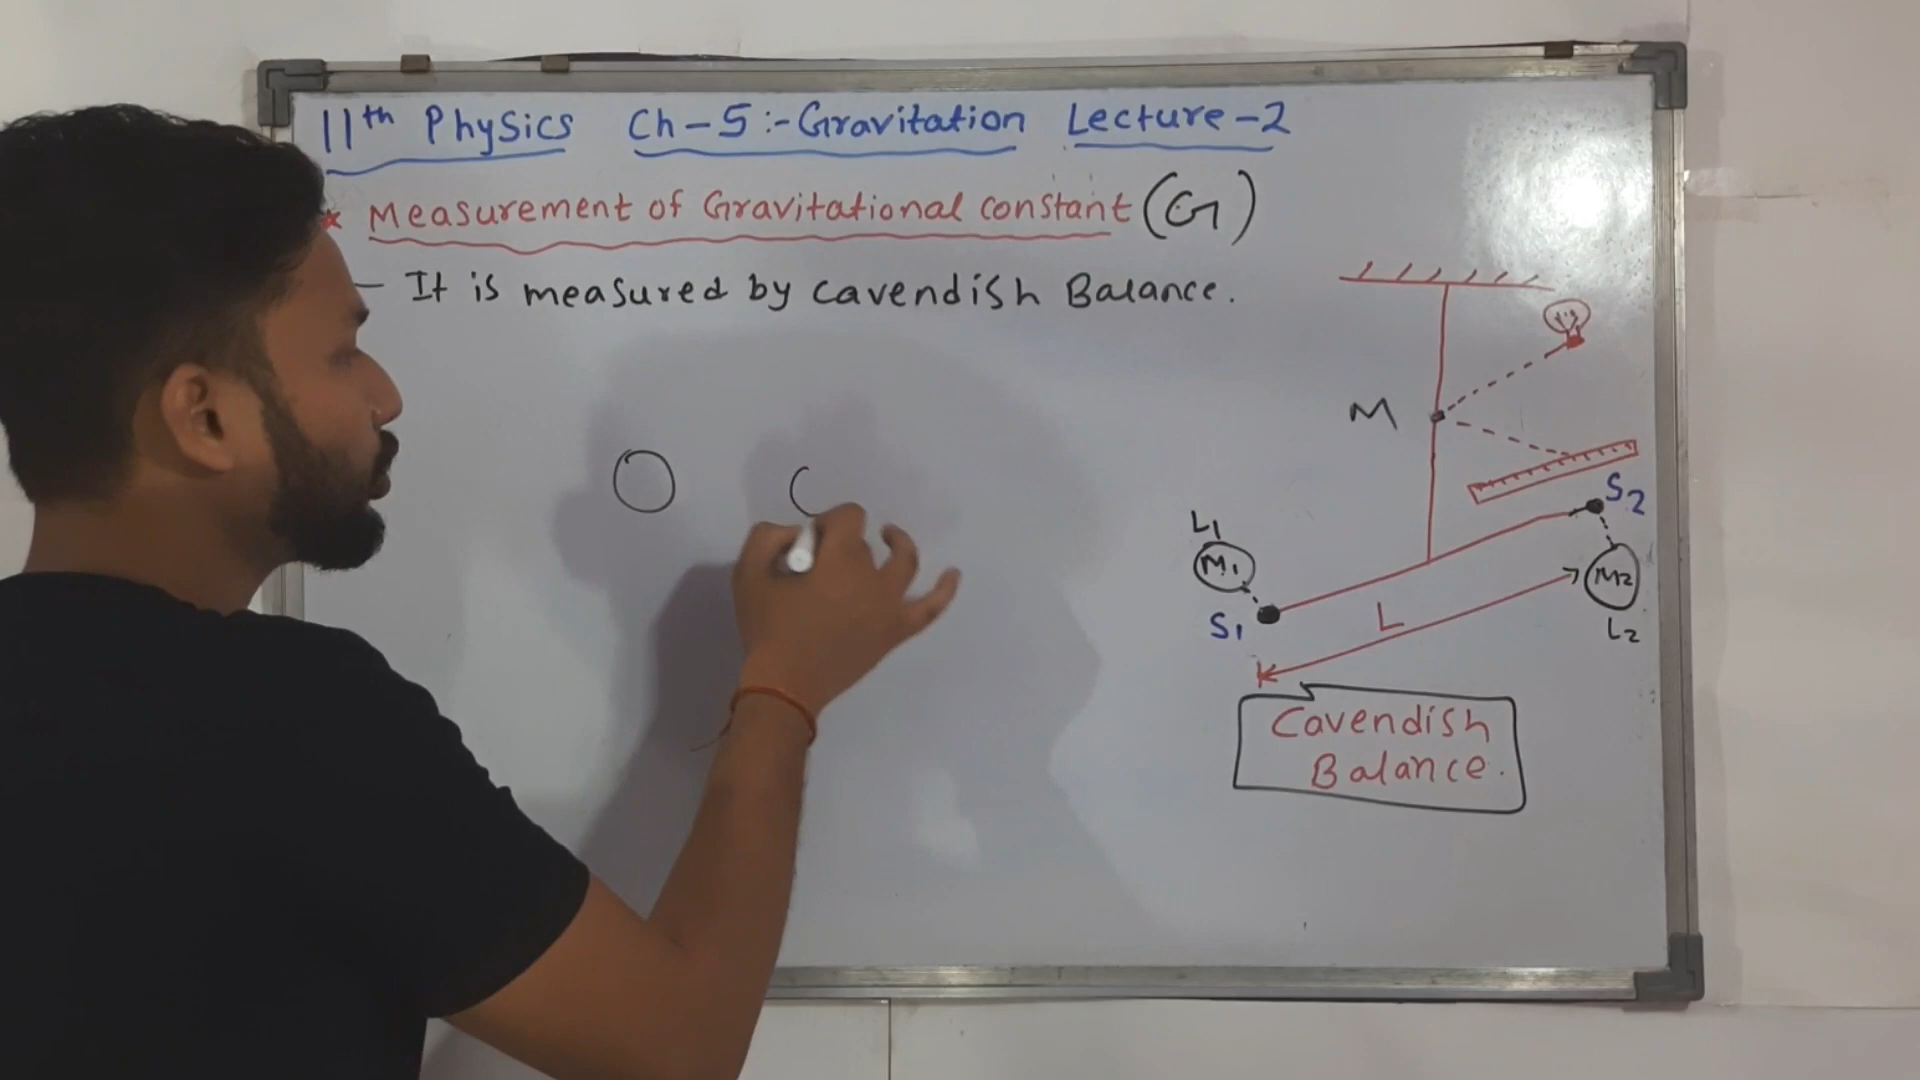 11th Physics Ch-5:-Gravitation Lecture-2
* Measurement of Gravitational constant (G)
- It is measured by Cavendish Balance.
M
S2
L1
M1
M2
S1
L
L2
Cavendish
Balance.